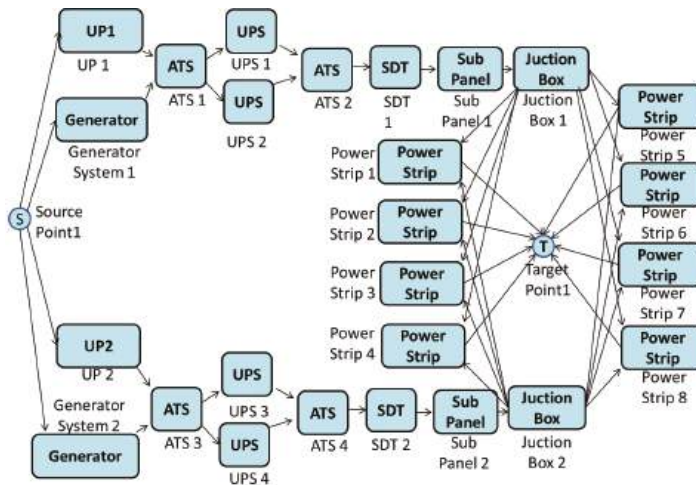 UP1
UP 1
Generator
Generator
System 1
ATS
ATS 1
UPS
UPS 1
UPS
UPS 2
ATS
ATS 2
SDT
SDT
1
Sub
Panel
Sub
Panel 1
Juction
Box
Juction
Box 1
Power
Strip
Power
Strip 1
Power
Strip
Power
Strip 2
Power
Strip
Power
Strip 3
Power
Strip
Power
Strip 4
S
Source
Point1
T
Target
Point1
Power
Strip
Power
Strip 5
Power
Strip
Power
Strip 6
Power
Strip
Power
Strip 7
Power
Strip
Power
Strip 8
UP2
UP 2
Generator
System 2
Generator
ATS
ATS 3
UPS
UPS 3
UPS
UPS 4
ATS
ATS 4
SDT
SDT 2
Sub
Panel
Sub
Panel 2
Juction
Box
Juction
Box 2